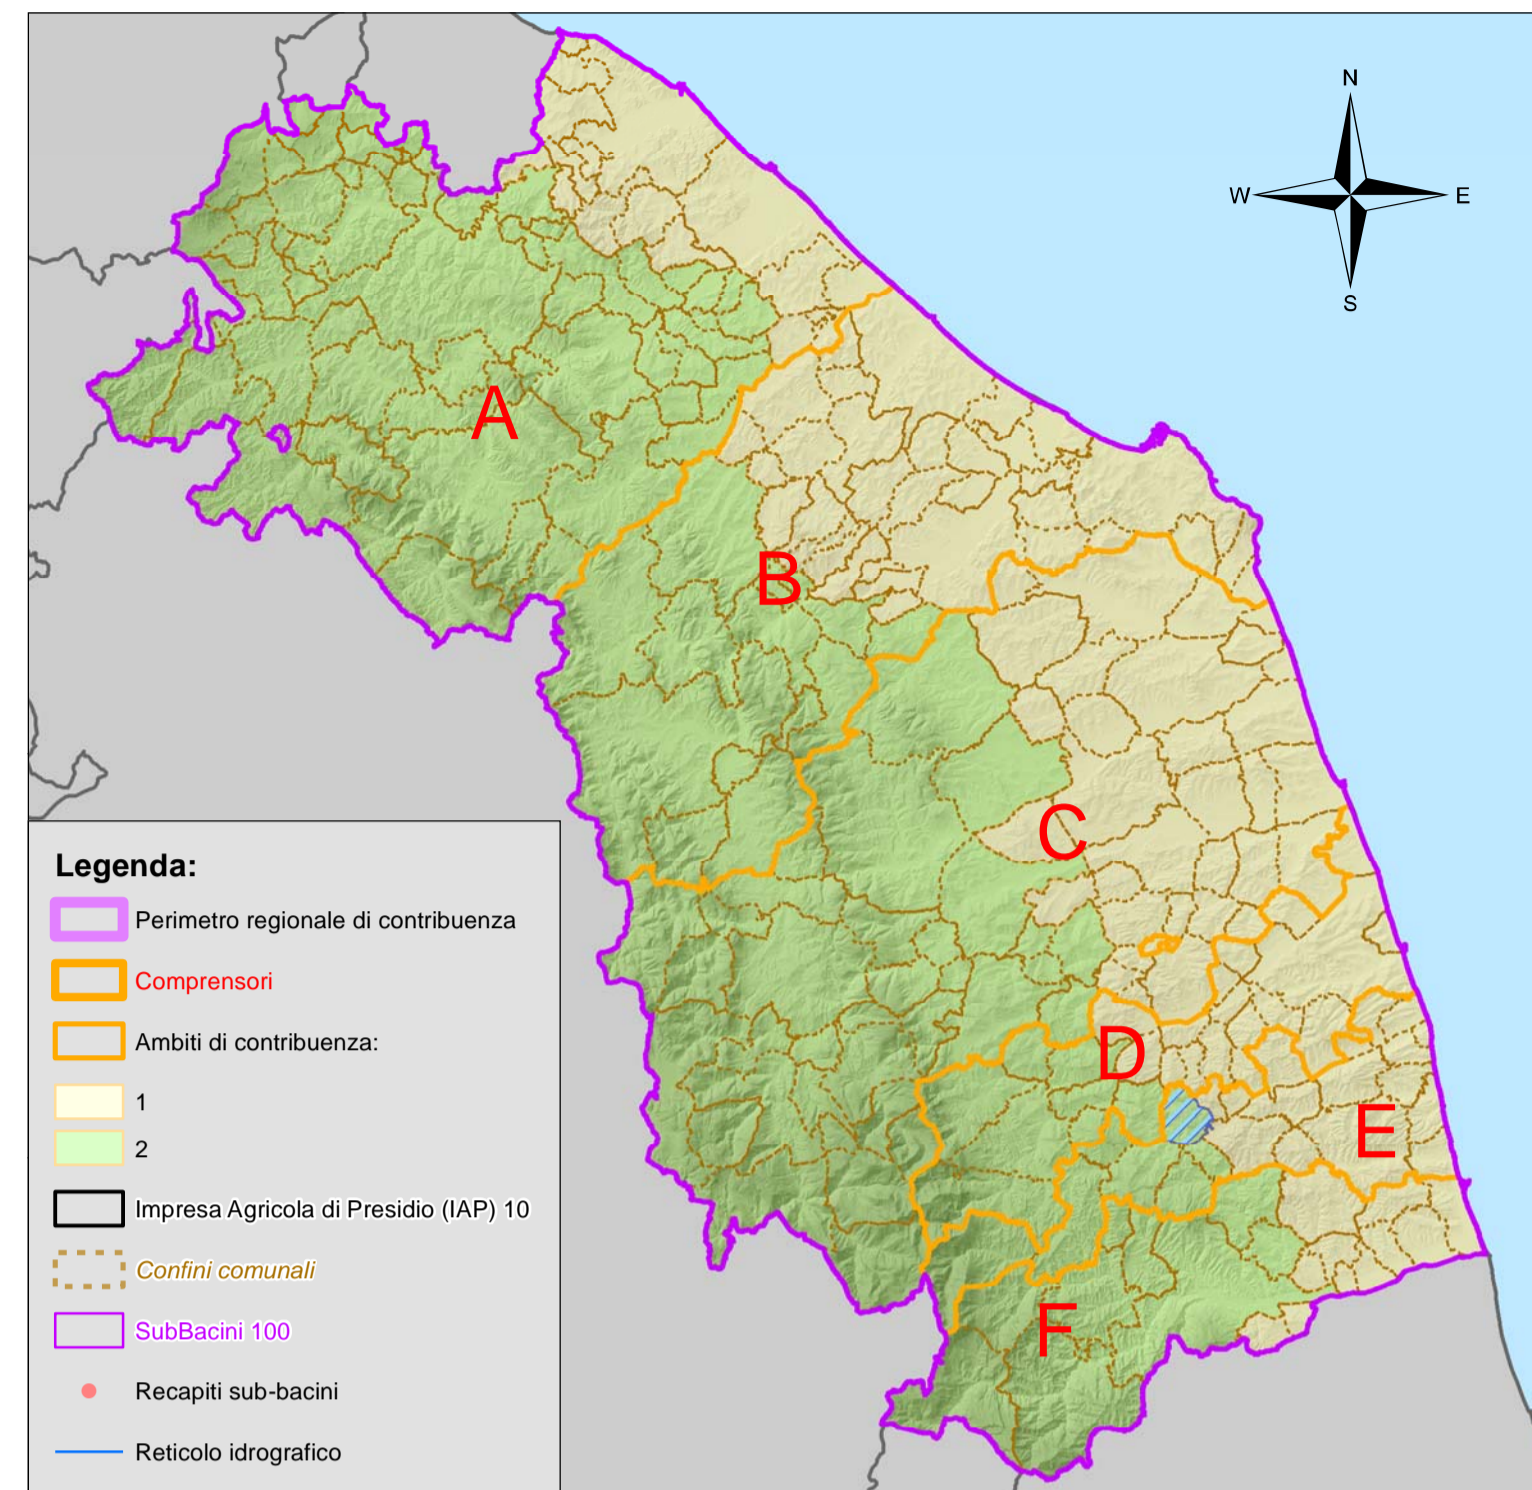 N
W
E
S
A
B
C
D
E
F
Legenda:
Perimetro regionale di contribuenza
Comprensori
Ambiti di contribuenza:
1
2
Impresa Agricola di Presidio (IAP) 10
Confini comunali
SubBacini 100
Recapiti sub-bacini
Reticolo idrografico